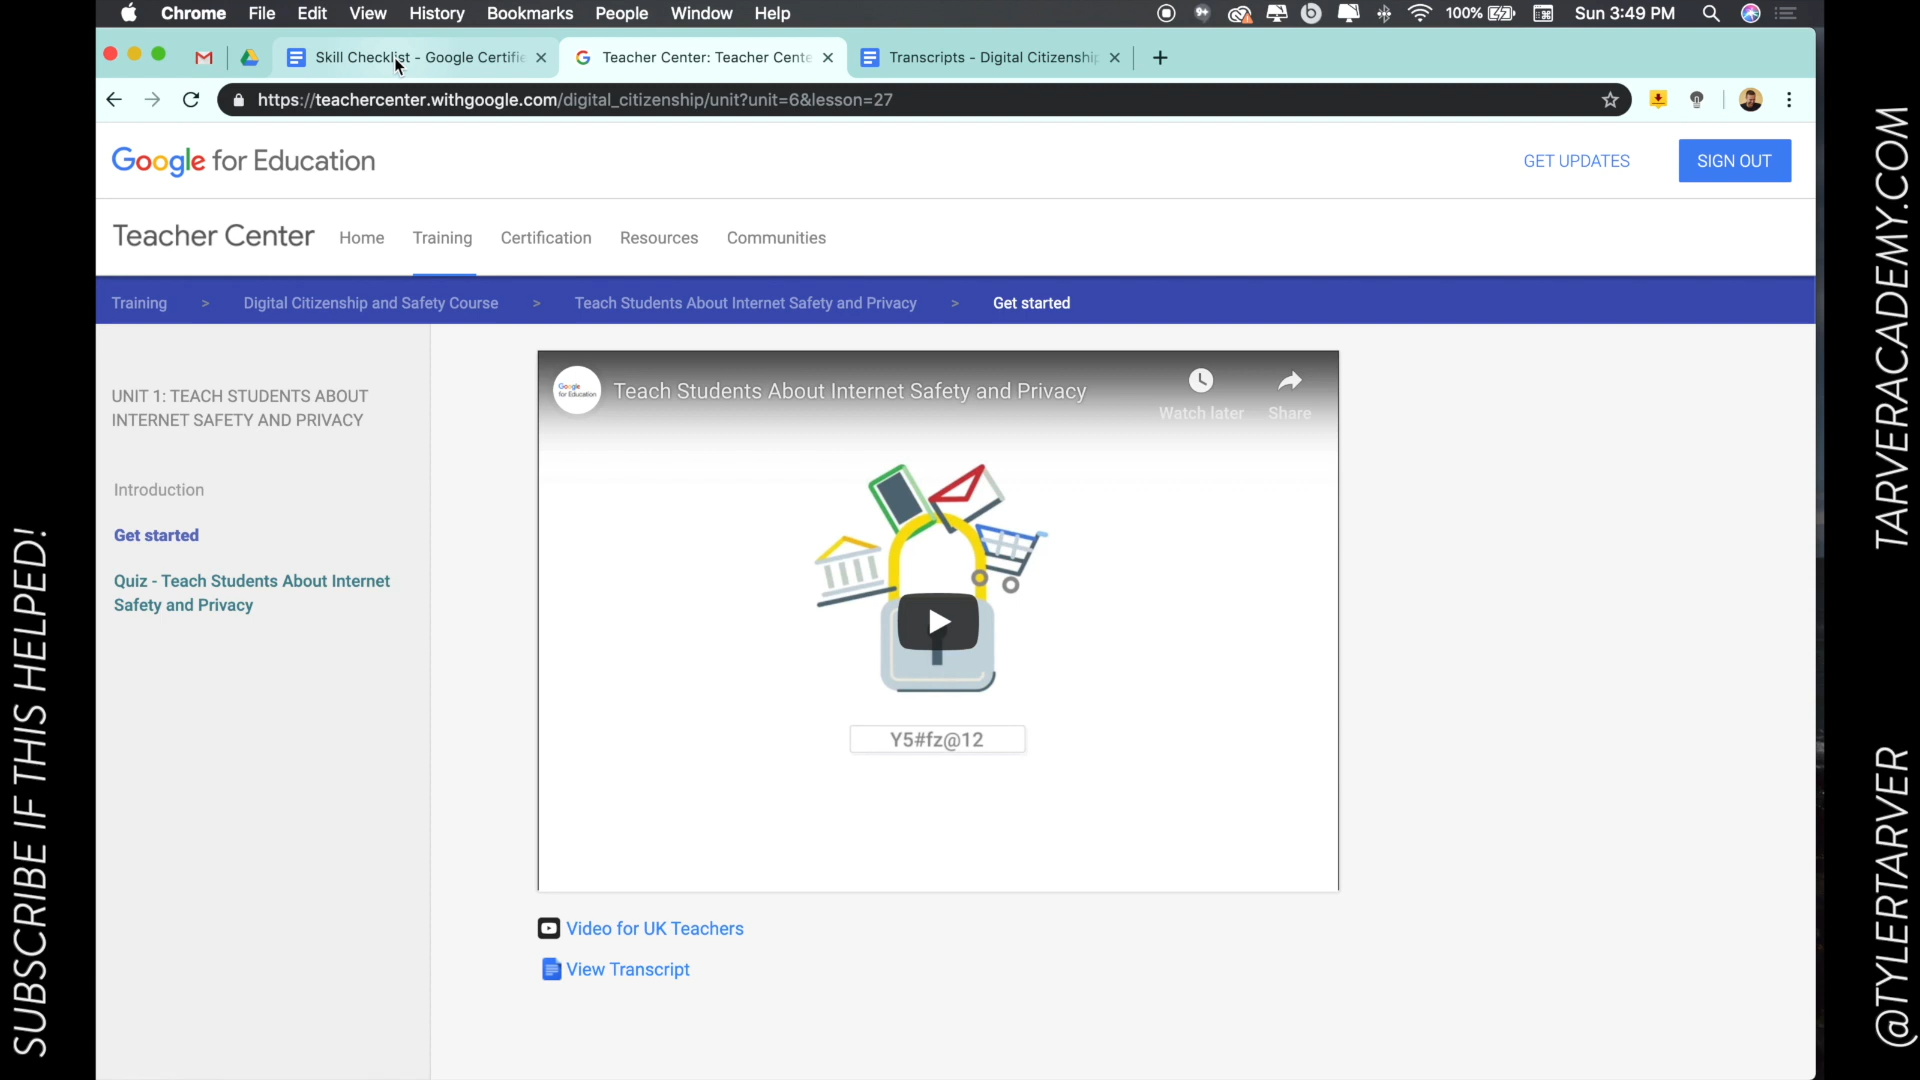 Chrome File Edit View History Bookmarks People Window Help 100% Sun 3:49 PM
Skill Checklist - Google Certifie
Teacher Center: Teacher Cente
Transcripts - Digital Citizenship
https://teachercenter.withgoogle.com/digital_citizenship/unit?unit=6&lesson=27
Google for Education
GET UPDATES
SIGN OUT
Teacher Center Home Training Certification Resources Communities
Training > Digital Citizenship and Safety Course > Teach Students About Internet Safety and Privacy > Get started
UNIT 1: TEACH STUDENTS ABOUT
INTERNET SAFETY AND PRIVACY
Introduction
Get started
Quiz - Teach Students About Internet
Safety and Privacy
Google
for Education
Teach Students About Internet Safety and Privacy
Watch later
Share
Y5#fz@12
Video for UK Teachers
View Transcript
SUBSCRIBE IF THIS HELPED!
TARVERACADEMY.COM
@TYLERTARVER